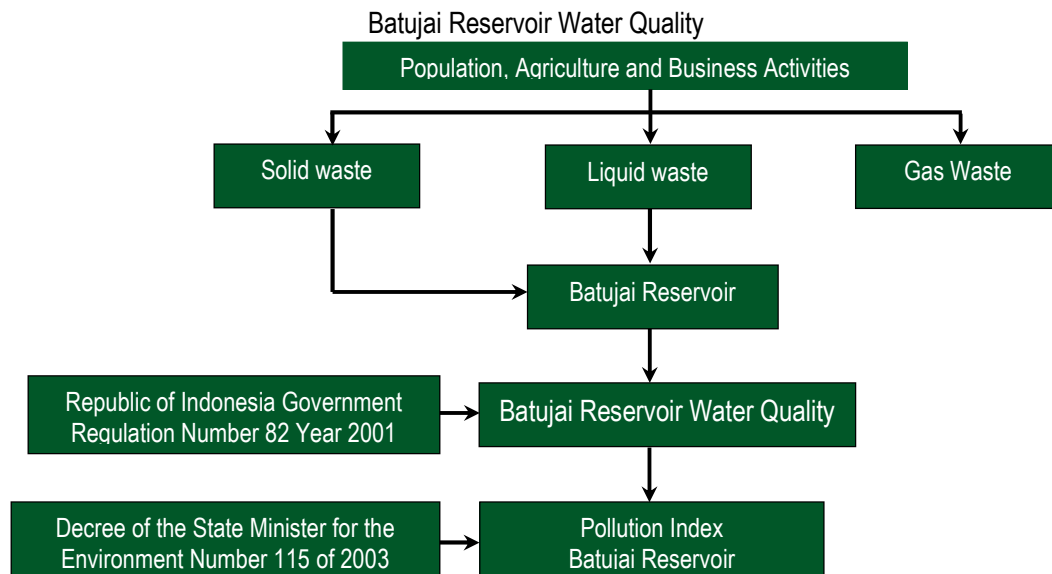 Batujai Reservoir Water Quality
Population, Agriculture and Business Activities
Solid waste
Liquid waste
Gas Waste
Batujai Reservoir
Republic of Indonesia Government
Regulation Number 82 Year 2001
Batujai Reservoir Water Quality
Decree of the State Minister for the
Environment Number 115 of 2003
Pollution Index
Batujai Reservoir